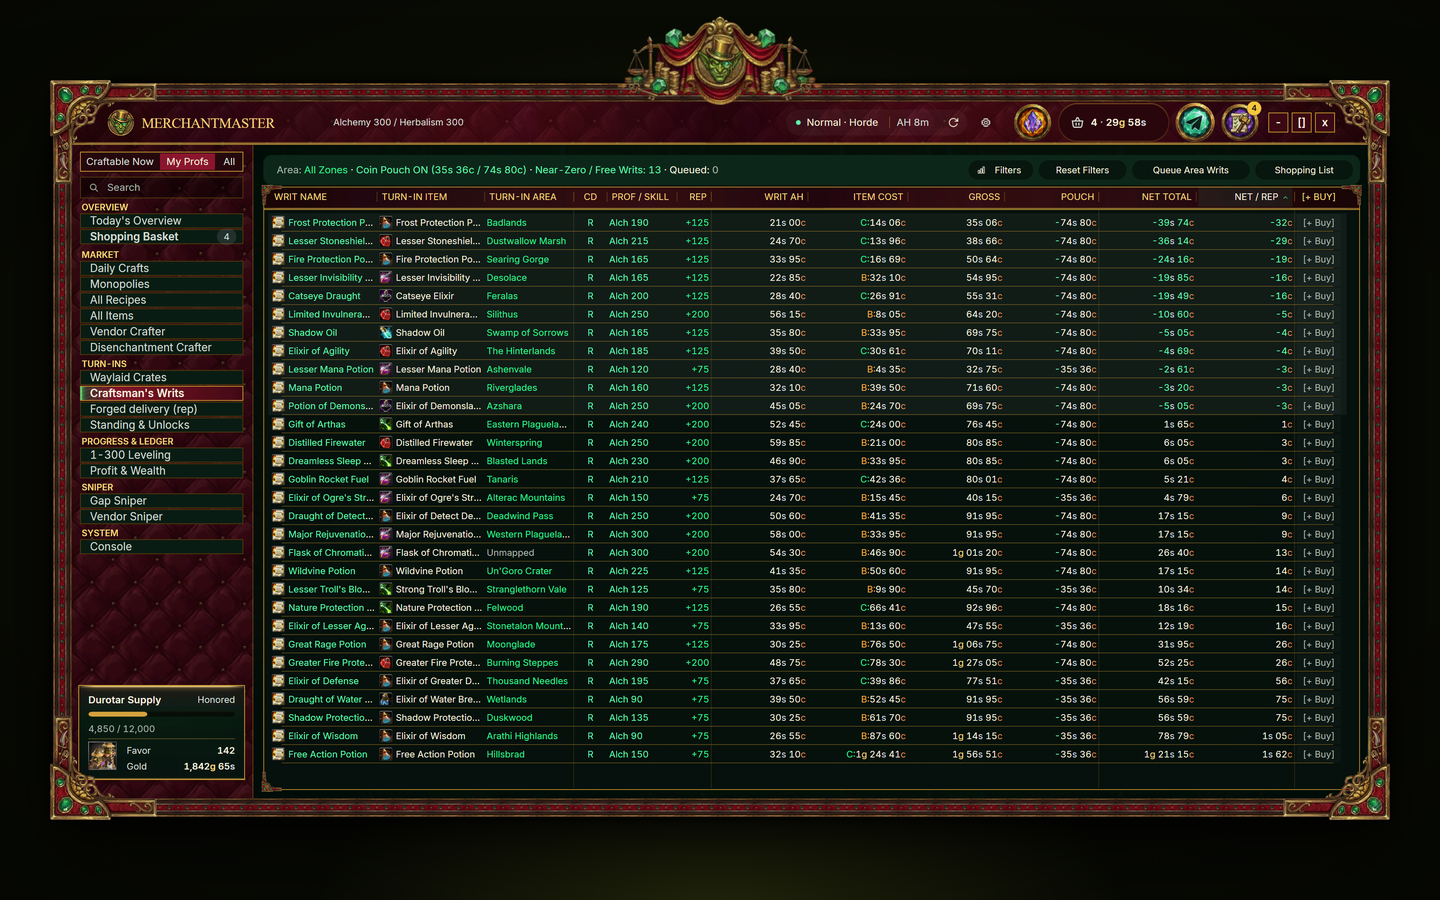 MERCHANTMASTER
Alchemy 300 / Herbalism 300
Normal · Horde
AH 8m
4 · 29g 58s
4
-
[]
x
Craftable Now My Profs All
Search
OVERVIEW
Today's Overview
Shopping Basket 4
MARKET
Daily Crafts
Monopolies
All Recipes
All Items
Vendor Crafter
Disenchantment Crafter
TURN-INS
Waylaid Crates
Craftsman's Writs
Forged delivery (rep)
Standing & Unlocks
PROGRESS & LEDGER
1-300 Leveling
Profit & Wealth
SNIPER
Gap Sniper
Vendor Sniper
SYSTEM
Console
Durotar Supply Honored
4,850 / 12,000
Favor 142
Gold 1,842g 65s
Area: All Zones · Coin Pouch ON (35s 36c / 74s 80c) · Near-Zero / Free Writs: 13 · Queued: 0
Filters
Reset Filters
Queue Area Writs
Shopping List
WRIT NAME TURN-IN ITEM TURN-IN AREA CD PROF / SKILL REP WRIT AH ITEM COST GROSS POUCH NET TOTAL NET / REP [+ BUY]
Frost Protection P... Frost Protection P... Badlands R Alch 190 +125 21s 00c C:14s 06c 35s 06c -74s 80c -39s 74c -32c [+ Buy]
Lesser Stoneshiel... Lesser Stoneshiel... Dustwallow Marsh R Alch 215 +125 24s 70c C:13s 96c 38s 66c -74s 80c -36s 14c -29c [+ Buy]
Fire Protection Po... Fire Protection Po... Searing Gorge R Alch 165 +125 33s 95c C:16s 69c 50s 64c -74s 80c -24s 16c -19c [+ Buy]
Lesser Invisibility ... Lesser Invisibility ... Desolace R Alch 165 +125 22s 85c B:32s 10c 54s 95c -74s 80c -19s 85c -16c [+ Buy]
Catseye Draught Catseye Elixir Feralas R Alch 200 +125 28s 40c C:26s 91c 55s 31c -74s 80c -19s 49c -16c [+ Buy]
Limited Invulnera... Limited Invulnera... Silithus R Alch 250 +200 56s 15c B:8s 05c 64s 20c -74s 80c -10s 60c -5c [+ Buy]
Shadow Oil Shadow Oil Swamp of Sorrows R Alch 165 +125 35s 80c B:33s 95c 69s 75c -74s 80c -5s 05c -4c [+ Buy]
Elixir of Agility Elixir of Agility The Hinterlands R Alch 185 +125 39s 50c C:30s 61c 70s 11c -74s 80c -4s 69c -4c [+ Buy]
Lesser Mana Potion Lesser Mana Potion Ashenvale R Alch 120 +75 28s 40c B:4s 35c 32s 75c -35s 36c -2s 61c -3c [+ Buy]
Mana Potion Mana Potion Riverglades R Alch 160 +125 32s 10c B:39s 50c 71s 60c -74s 80c -3s 20c -3c [+ Buy]
Potion of Demons... Elixir of Demonsla... Azshara R Alch 250 +200 45s 05c B:24s 70c 69s 75c -74s 80c -5s 05c -3c [+ Buy]
Gift of Arthas Gift of Arthas Eastern Plaguela... R Alch 240 +200 52s 45c C:24s 00c 76s 45c -74s 80c 1s 65c 1c [+ Buy]
Distilled Firewater Distilled Firewater Winterspring R Alch 250 +200 59s 85c B:21s 00c 80s 85c -74s 80c 6s 05c 3c [+ Buy]
Dreamless Sleep ... Dreamless Sleep ... Blasted Lands R Alch 230 +200 46s 90c B:33s 95c 80s 85c -74s 80c 6s 05c 3c [+ Buy]
Goblin Rocket Fuel Goblin Rocket Fuel Tanaris R Alch 210 +125 37s 65c C:42s 36c 80s 01c -74s 80c 5s 21c 4c [+ Buy]
Elixir of Ogre's Str... Elixir of Ogre's Str... Alterac Mountains R Alch 150 +75 24s 70c B:15s 45c 40s 15c -35s 36c 4s 79c 6c [+ Buy]
Draught of Detect... Elixir of Detect De... Deadwind Pass R Alch 250 +200 50s 60c B:41s 35c 91s 95c -74s 80c 17s 15c 9c [+ Buy]
Major Rejuvenatio... Major Rejuvenatio... Western Plaguela... R Alch 300 +200 58s 00c B:33s 95c 91s 95c -74s 80c 17s 15c 9c [+ Buy]
Flask of Chromati... Flask of Chromati... Unmapped R Alch 300 +200 54s 30c B:46s 90c 1g 01s 20c -74s 80c 26s 40c 13c [+ Buy]
Wildvine Potion Wildvine Potion Un'Goro Crater R Alch 225 +125 41s 35c B:50s 60c 91s 95c -74s 80c 17s 15c 14c [+ Buy]
Lesser Troll's Blo... Strong Troll's Blo... Stranglethorn Vale R Alch 125 +75 35s 80c B:9s 90c 45s 70c -35s 36c 10s 34c 14c [+ Buy]
Nature Protection ... Nature Protection ... Felwood R Alch 190 +125 26s 55c C:66s 41c 92s 96c -74s 80c 18s 16c 15c [+ Buy]
Elixir of Lesser Ag... Elixir of Lesser Ag... Stonetalon Mount... R Alch 140 +75 33s 95c B:13s 60c 47s 55c -35s 36c 12s 19c 16c [+ Buy]
Great Rage Potion Great Rage Potion Moonglade R Alch 175 +125 30s 25c B:76s 50c 1g 06s 75c -74s 80c 31s 95c 26c [+ Buy]
Greater Fire Prote... Greater Fire Prote... Burning Steppes R Alch 290 +200 48s 75c C:78s 30c 1g 27s 05c -74s 80c 52s 25c 26c [+ Buy]
Elixir of Defense Elixir of Greater D... Thousand Needles R Alch 195 +75 37s 65c C:39s 86c 77s 51c -35s 36c 42s 15c 56c [+ Buy]
Draught of Water ... Elixir of Water Bre... Wetlands R Alch 90 +75 39s 50c B:52s 45c 91s 95c -35s 36c 56s 59c 75c [+ Buy]
Shadow Protectio... Shadow Protectio... Duskwood R Alch 135 +75 30s 25c B:61s 70c 91s 95c -35s 36c 56s 59c 75c [+ Buy]
Elixir of Wisdom Elixir of Wisdom Arathi Highlands R Alch 90 +75 26s 55c B:87s 60c 1g 14s 15c -35s 36c 78s 79c 1s 05c [+ Buy]
Free Action Potion Free Action Potion Hillsbrad R Alch 150 +75 32s 10c C:1g 24s 41c 1g 56s 51c -35s 36c 1g 21s 15c 1s 62c [+ Buy]